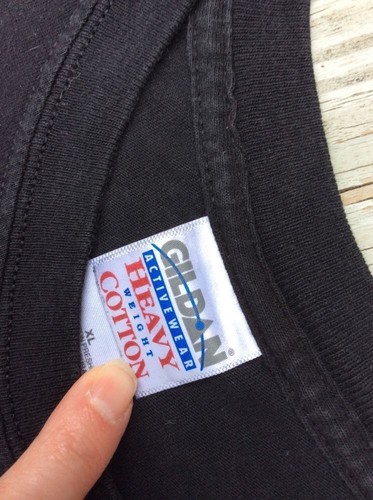 GILDAN®
ACTIVEWEAR
HEAVY
WEIGHT
COTTON
XL